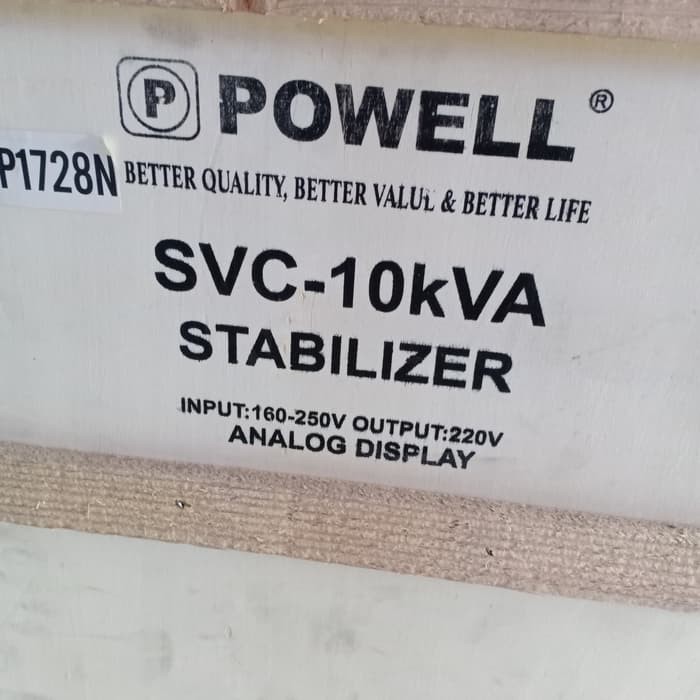 P POWELL ®
P1728N
BETTER QUALITY, BETTER VALUE & BETTER LIFE
SVC-10kVA
STABILIZER
INPUT:160-250V OUTPUT:220V
ANALOG DISPLAY